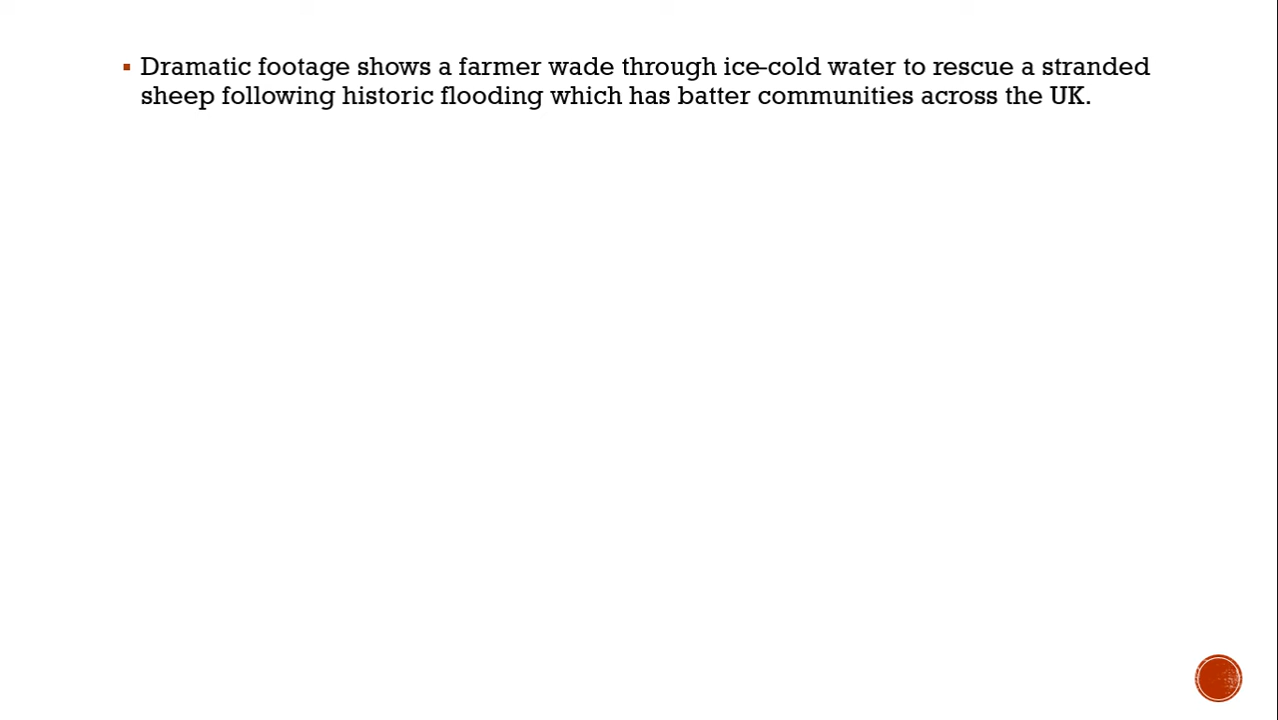 ▪ Dramatic footage shows a farmer wade through ice-cold water to rescue a stranded
sheep following historic flooding which has batter communities across the UK.